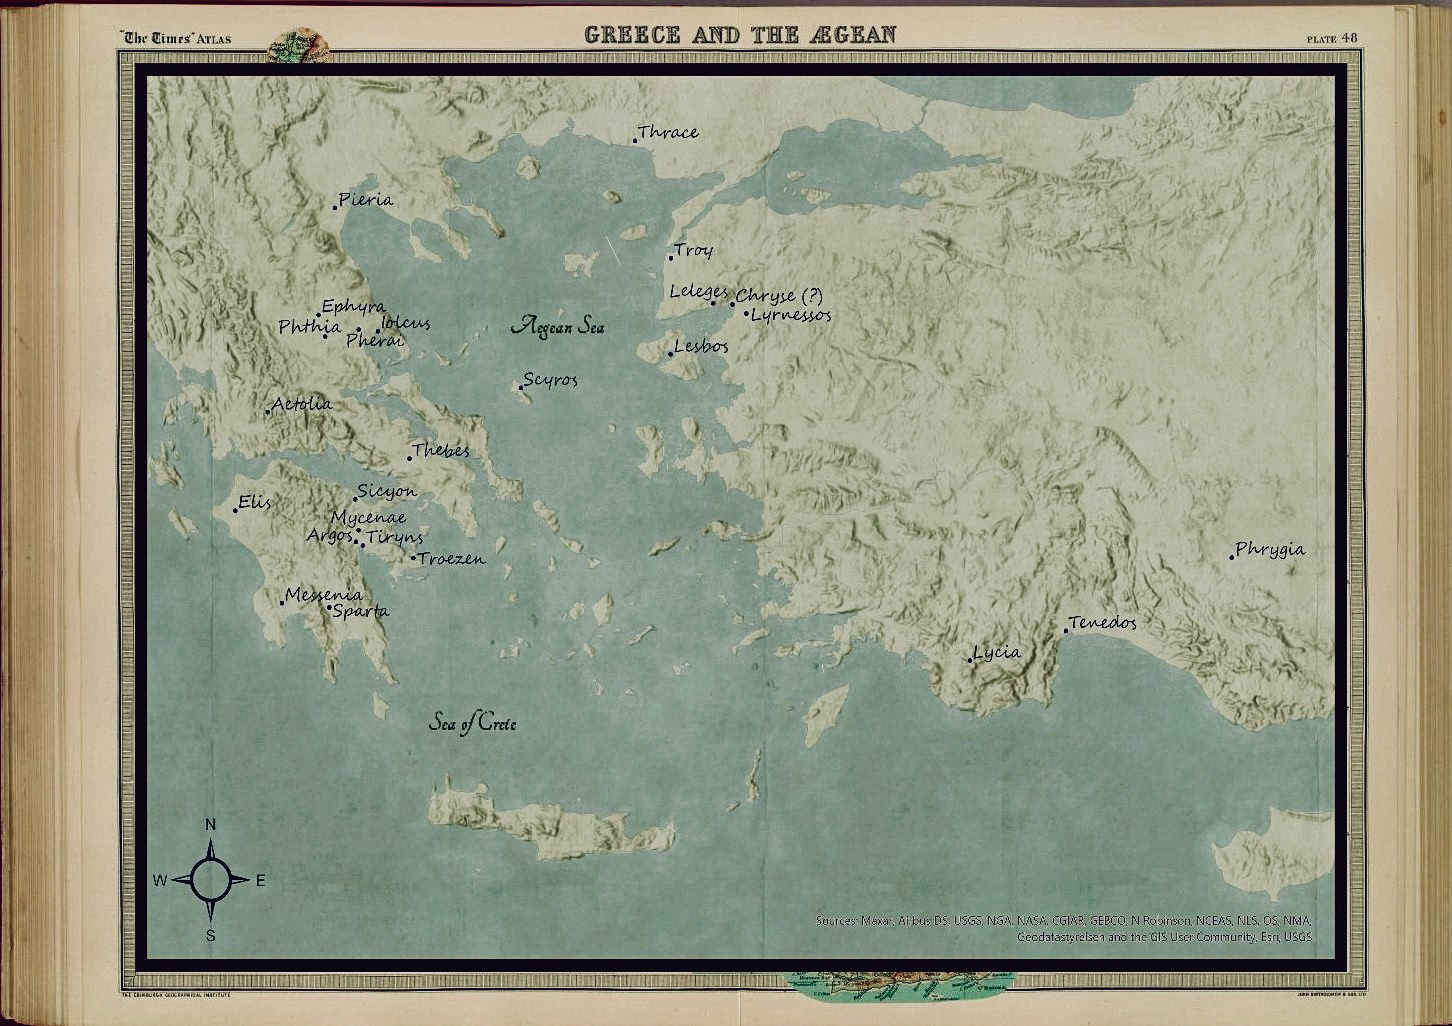 "The Times" ATLAS
GREECE AND THE ÆGEAN
PLATE 48
Thrace
Pieria
Troy
Leleges
Chryse (?)
Lyrnessos
Ephyra
Phthia
Iolcus
Pherai
Aegean Sea
Lesbos
Scyros
Aetolia
Thebes
Sicyon
Elis
Mycenae
Argos
Tiryns
Troezen
Phrygia
Messenia
Sparta
Tenedos
Lycia
Sea of Crete
N
W
E
S
Sources: Maxar, Airbus DS, USGS, NGA, NASA, CGIAR, GEBCO, N Robinson, NCEAS, NLS, OS, NMA,
Geodatastyrelsen and the GIS User Community, Esri, USGS
THE EDINBURGH GEOGRAPHICAL INSTITUTE
JOHN BARTHOLOMEW & SON, LTD